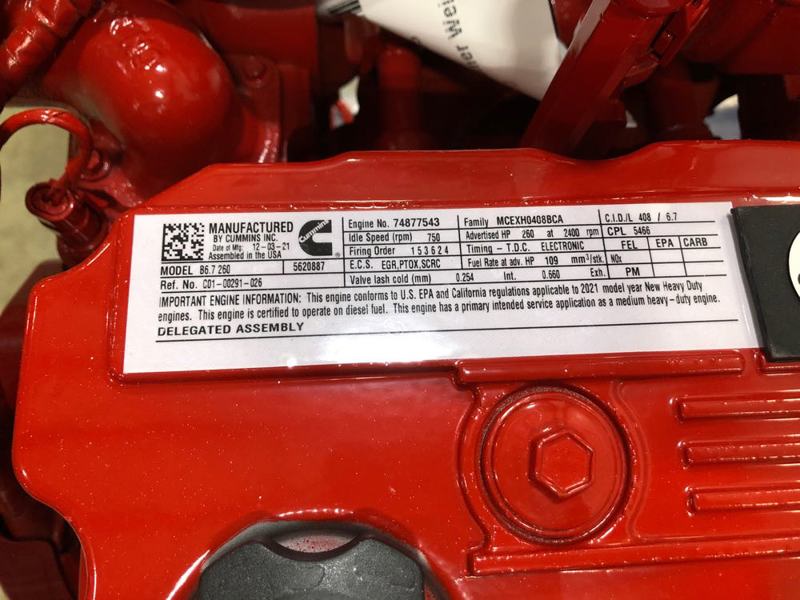 her Wai
MANUFACTURED
BY CUMMINS INC.
Date of Mfg: 12-03-21
Assembled in the USA
Cummins
MODEL B6.7 260 5620887
Ref. No. C01-00291-026
Engine No. 74877543
Idle Speed (rpm) 750
Firing Order 1 5 3 6 2 4
E.C.S. EGR,PTOX,SCRC
Valve lash cold (mm) 0.254 Int. 0.660 Exh.
Family MCEXH0408BCA
Advertised HP 260 at 2400 rpm
Timing - T.D.C. ELECTRONIC
Fuel Rate at adv. HP 109 mm³/stk.
C.I.D./L 408 / 6.7
CPL 5466
FEL EPA CARB
NOx
PM
IMPORTANT ENGINE INFORMATION: This engine conforms to U.S. EPA and California regulations applicable to 2021 model year New Heavy Duty
engines. This engine is certified to operate on diesel fuel. This engine has a primary intended service application as a medium heavy-duty engine.
DELEGATED ASSEMBLY